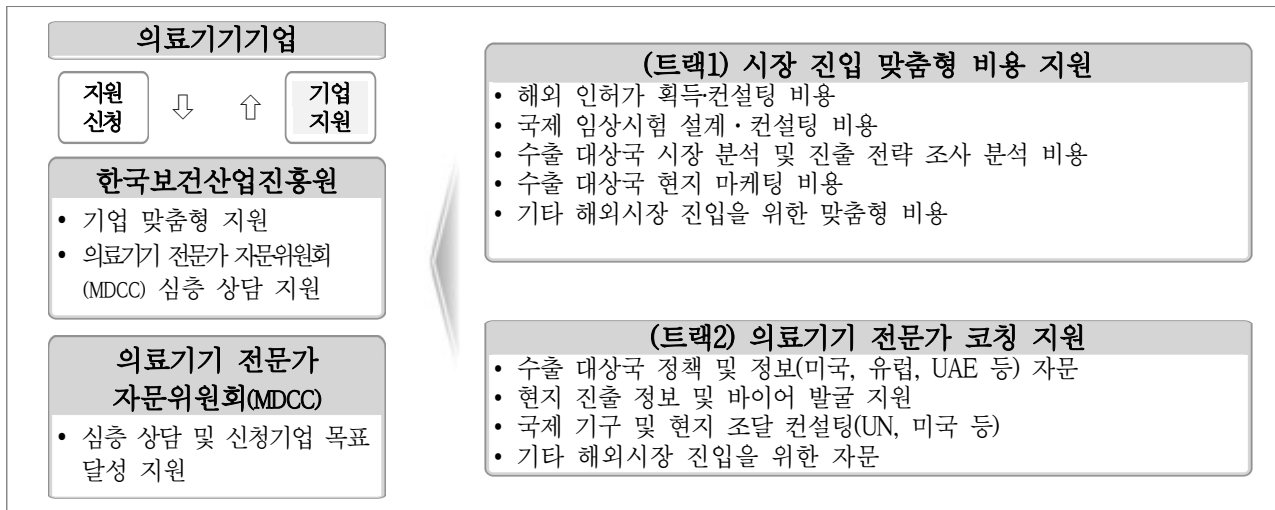 의료기기기업
지원
신청
⇩
⇧
기업
지원
한국보건산업진흥원
• 기업 맞춤형 지원
• 의료기기 전문가 자문위원회
(MDCC) 심층 상담 지원
의료기기 전문가
자문위원회(MDCC)
• 심층 상담 및 신청기업 목표
달성 지원
(트랙1) 시장 진입 맞춤형 비용 지원
• 해외 인허가 획득·컨설팅 비용
• 국제 임상시험 설계·컨설팅 비용
• 수출 대상국 시장 분석 및 진출 전략 조사 분석 비용
• 수출 대상국 현지 마케팅 비용
• 기타 해외시장 진입을 위한 맞춤형 비용
(트랙2) 의료기기 전문가 코칭 지원
• 수출 대상국 정책 및 정보(미국, 유럽, UAE 등) 자문
• 현지 진출 정보 및 바이어 발굴 지원
• 국제 기구 및 현지 조달 컨설팅(UN, 미국 등)
• 기타 해외시장 진입을 위한 자문